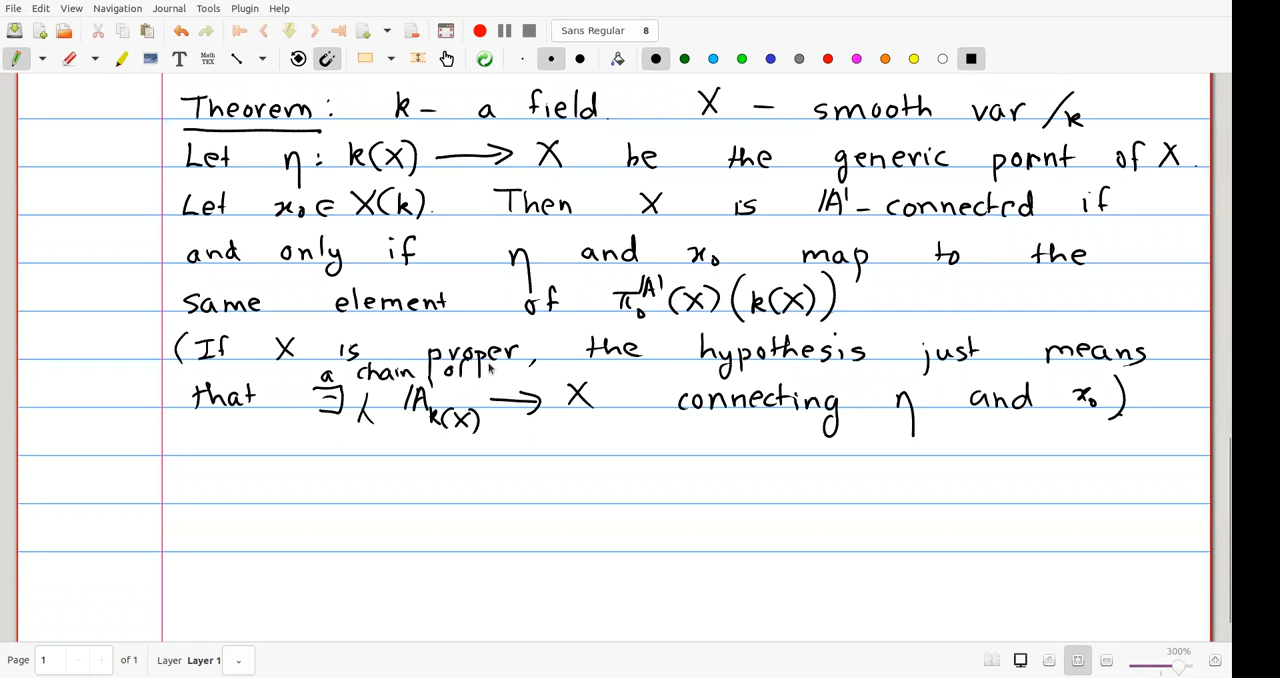 File Edit View Navigation Journal Tools Plugin Help
Sans Regular 8
Theorem: k - a field. X - smooth var /k
Let η: k(X) ⟶ X be the generic point of X.
Let x₀ ∈ X(k). Then X is 𝔸¹-connected if
and only if η and x₀ map to the
same element of π₀^𝔸¹(X)(k(X))
(If X is proper, the hypothesis just means
that ∃ a chain of 𝔸¹_k(X) ⟶ X connecting η and x₀)
Page 1 of 1 Layer Layer 1 300%